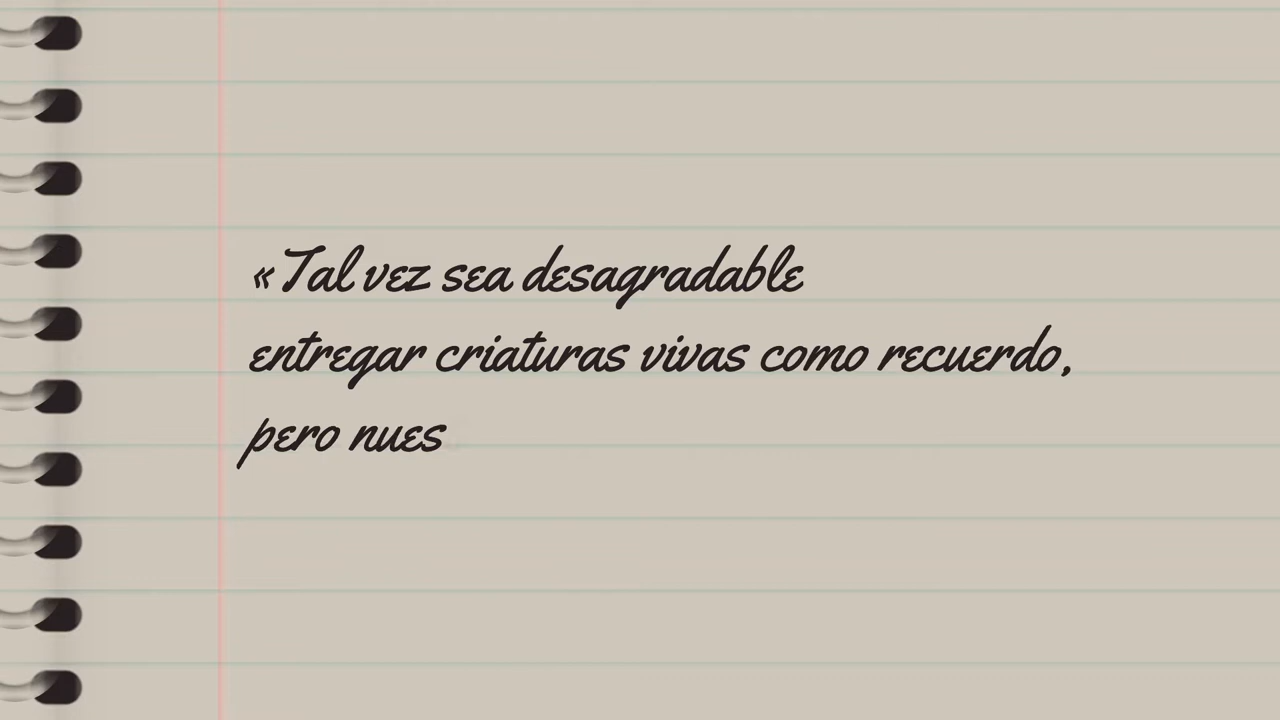 «Tal vez sea desagradable
entregar criaturas vivas como recuerdo,
pero nues